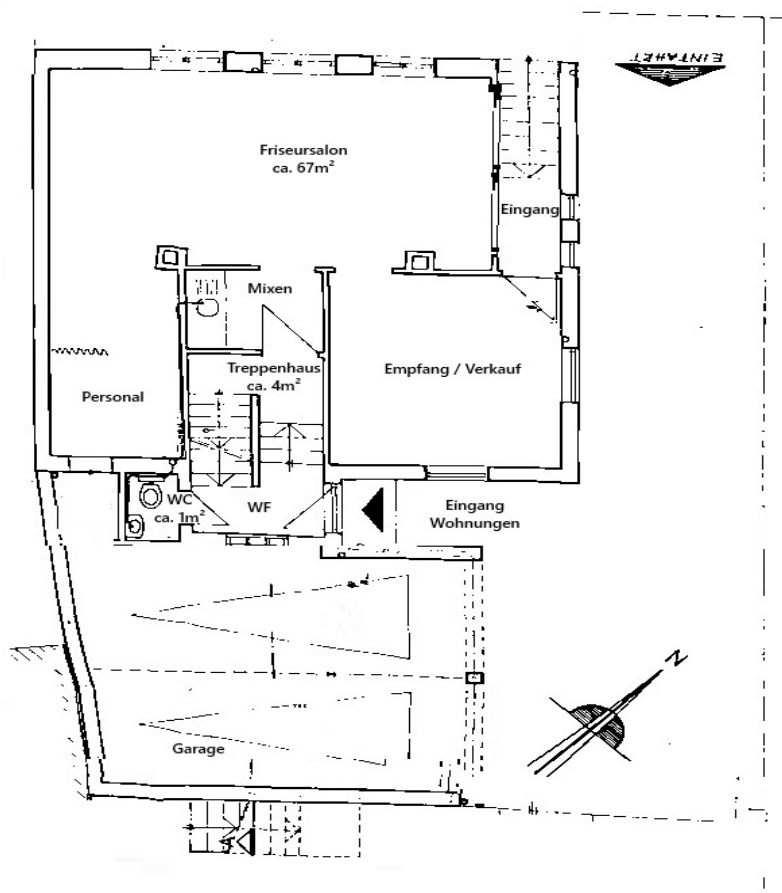 EINFAHRT
Friseursalon
ca. 67m²
Eingang
Mixen
Treppenhaus
ca. 4m²
Empfang / Verkauf
Personal
WC
ca. 1m²
WF
Eingang
Wohnungen
N
Garage